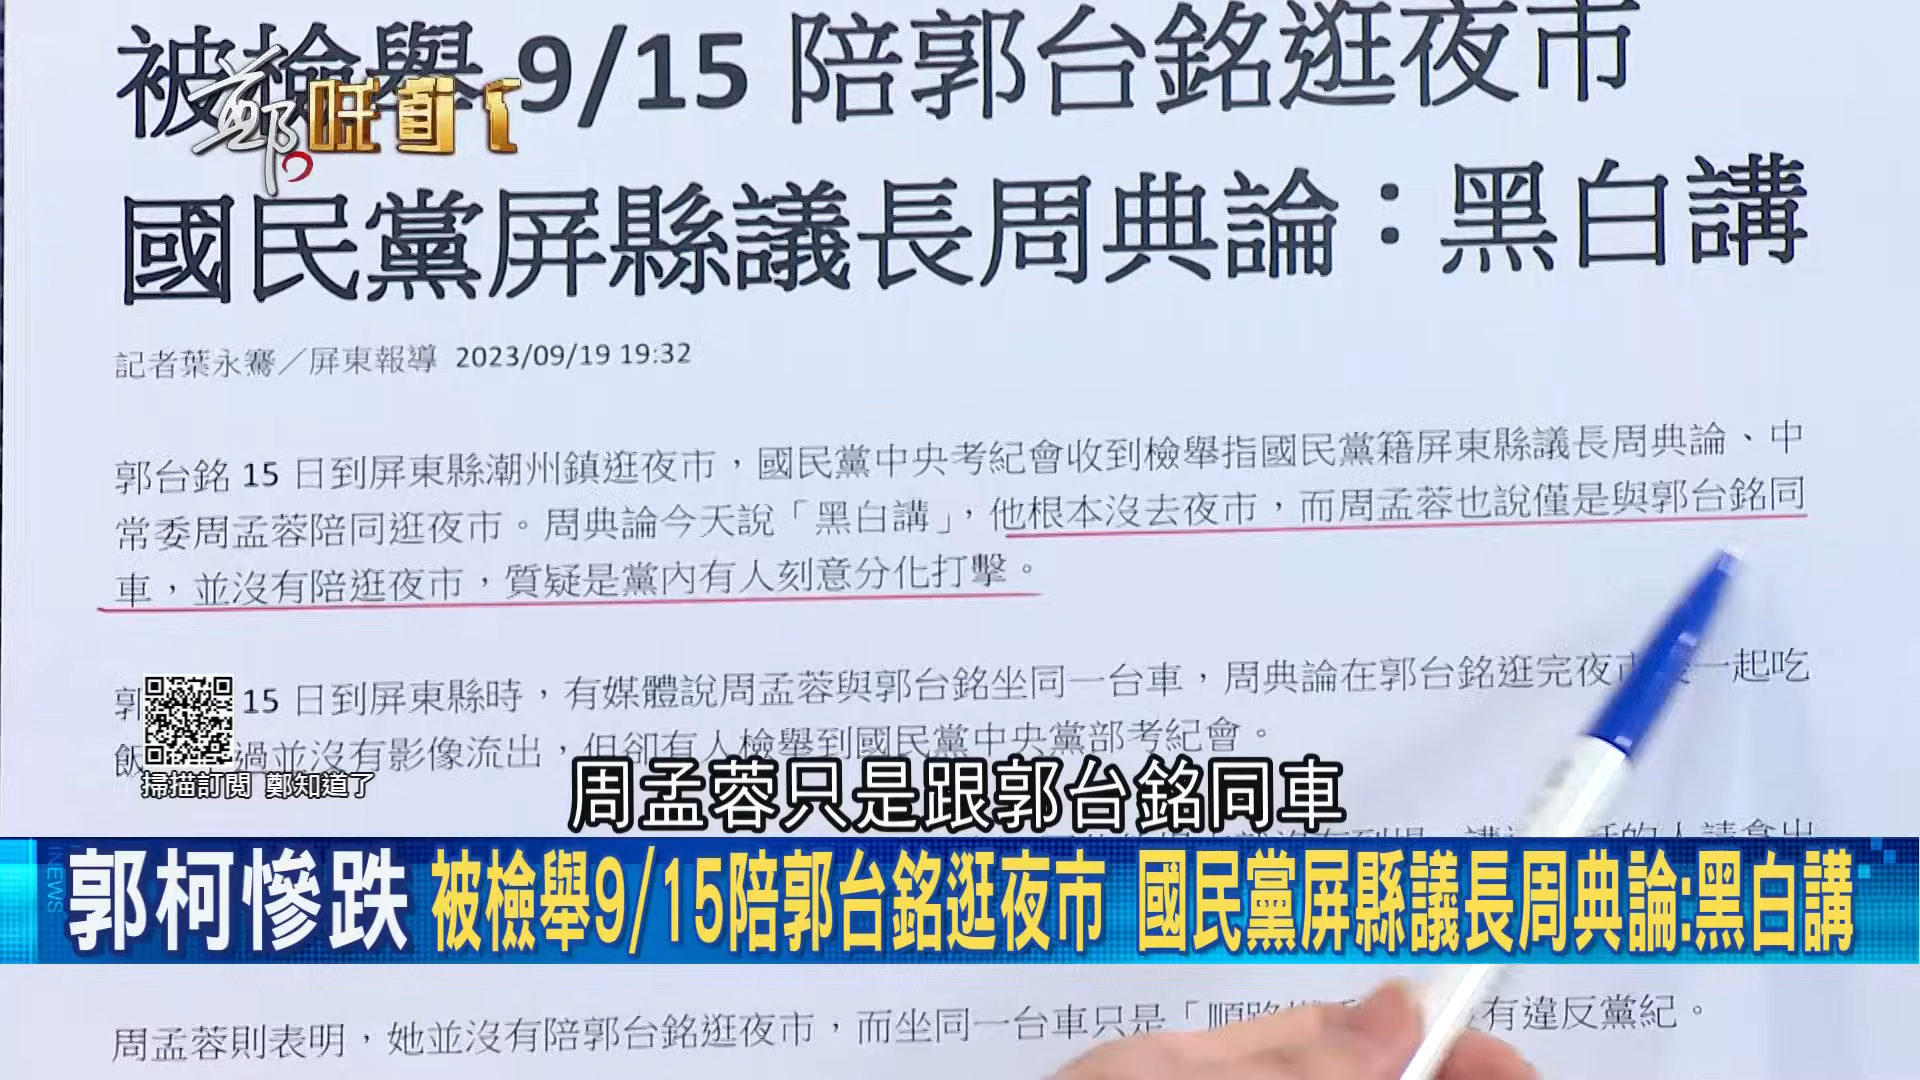 被檢舉 9/15 陪郭台銘逛夜市
鄭
國民黨屏縣議長周典論：黑白講
記者葉永騫／屏東報導 2023/09/19 19:32
郭台銘 15 日到屏東縣潮州鎮逛夜市，國民黨中央考紀會收到檢舉指國民黨籍屏東縣議長周典論、中
常委周孟蓉陪同逛夜市。周典論今天說「黑白講」，他根本沒去夜市，而周孟蓉也說僅是與郭台銘同
車，並沒有陪逛夜市，質疑是黨內有人刻意分化打擊。
郭 15 日到屏東縣時，有媒體說周孟蓉與郭台銘坐同一台車，周典論在郭台銘逛完夜市 一起吃
飯 過並沒有影像流出，但卻有人檢舉到國民黨中央黨部考紀會。
掃描訂閱 鄭知道了
周孟蓉只是跟郭台銘同車
NEWS
郭柯慘跌 被檢舉9/15陪郭台銘逛夜市 國民黨屏縣議長周典論:黑白講
周孟蓉則表明，她並沒有陪郭台銘逛夜市，而坐同一台車只是「順路 有違反黨紀。